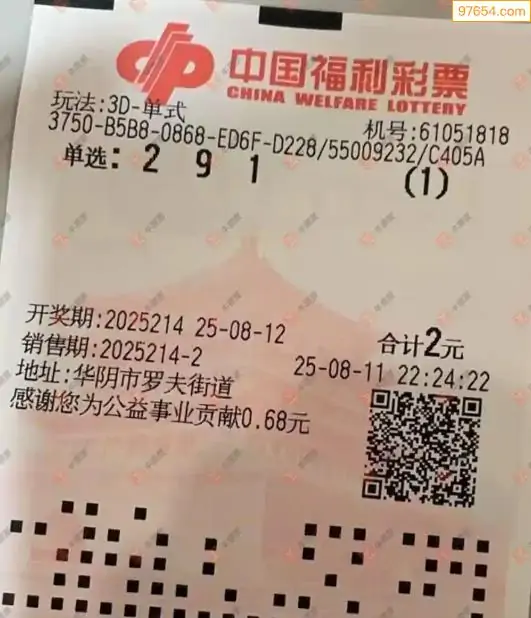 97654.com
中国福利彩票
CHINA WELFARE LOTTERY
玩法:3D-单式
机号:61051818
3750-B5B8-0868-ED6F-D228/55009232/C405A
单选: 2 9 1 (1)
开奖期:2025214 25-08-12
合计2元
销售期:2025214-2 25-08-11 22:24:22
地址:华阴市罗夫街道
感谢您为公益事业贡献0.68元